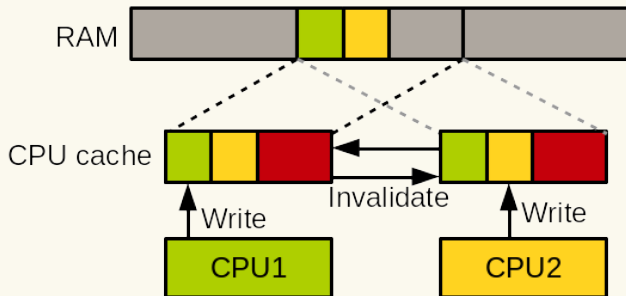 RAM
CPU cache
Invalidate
Write
Write
CPU1
CPU2